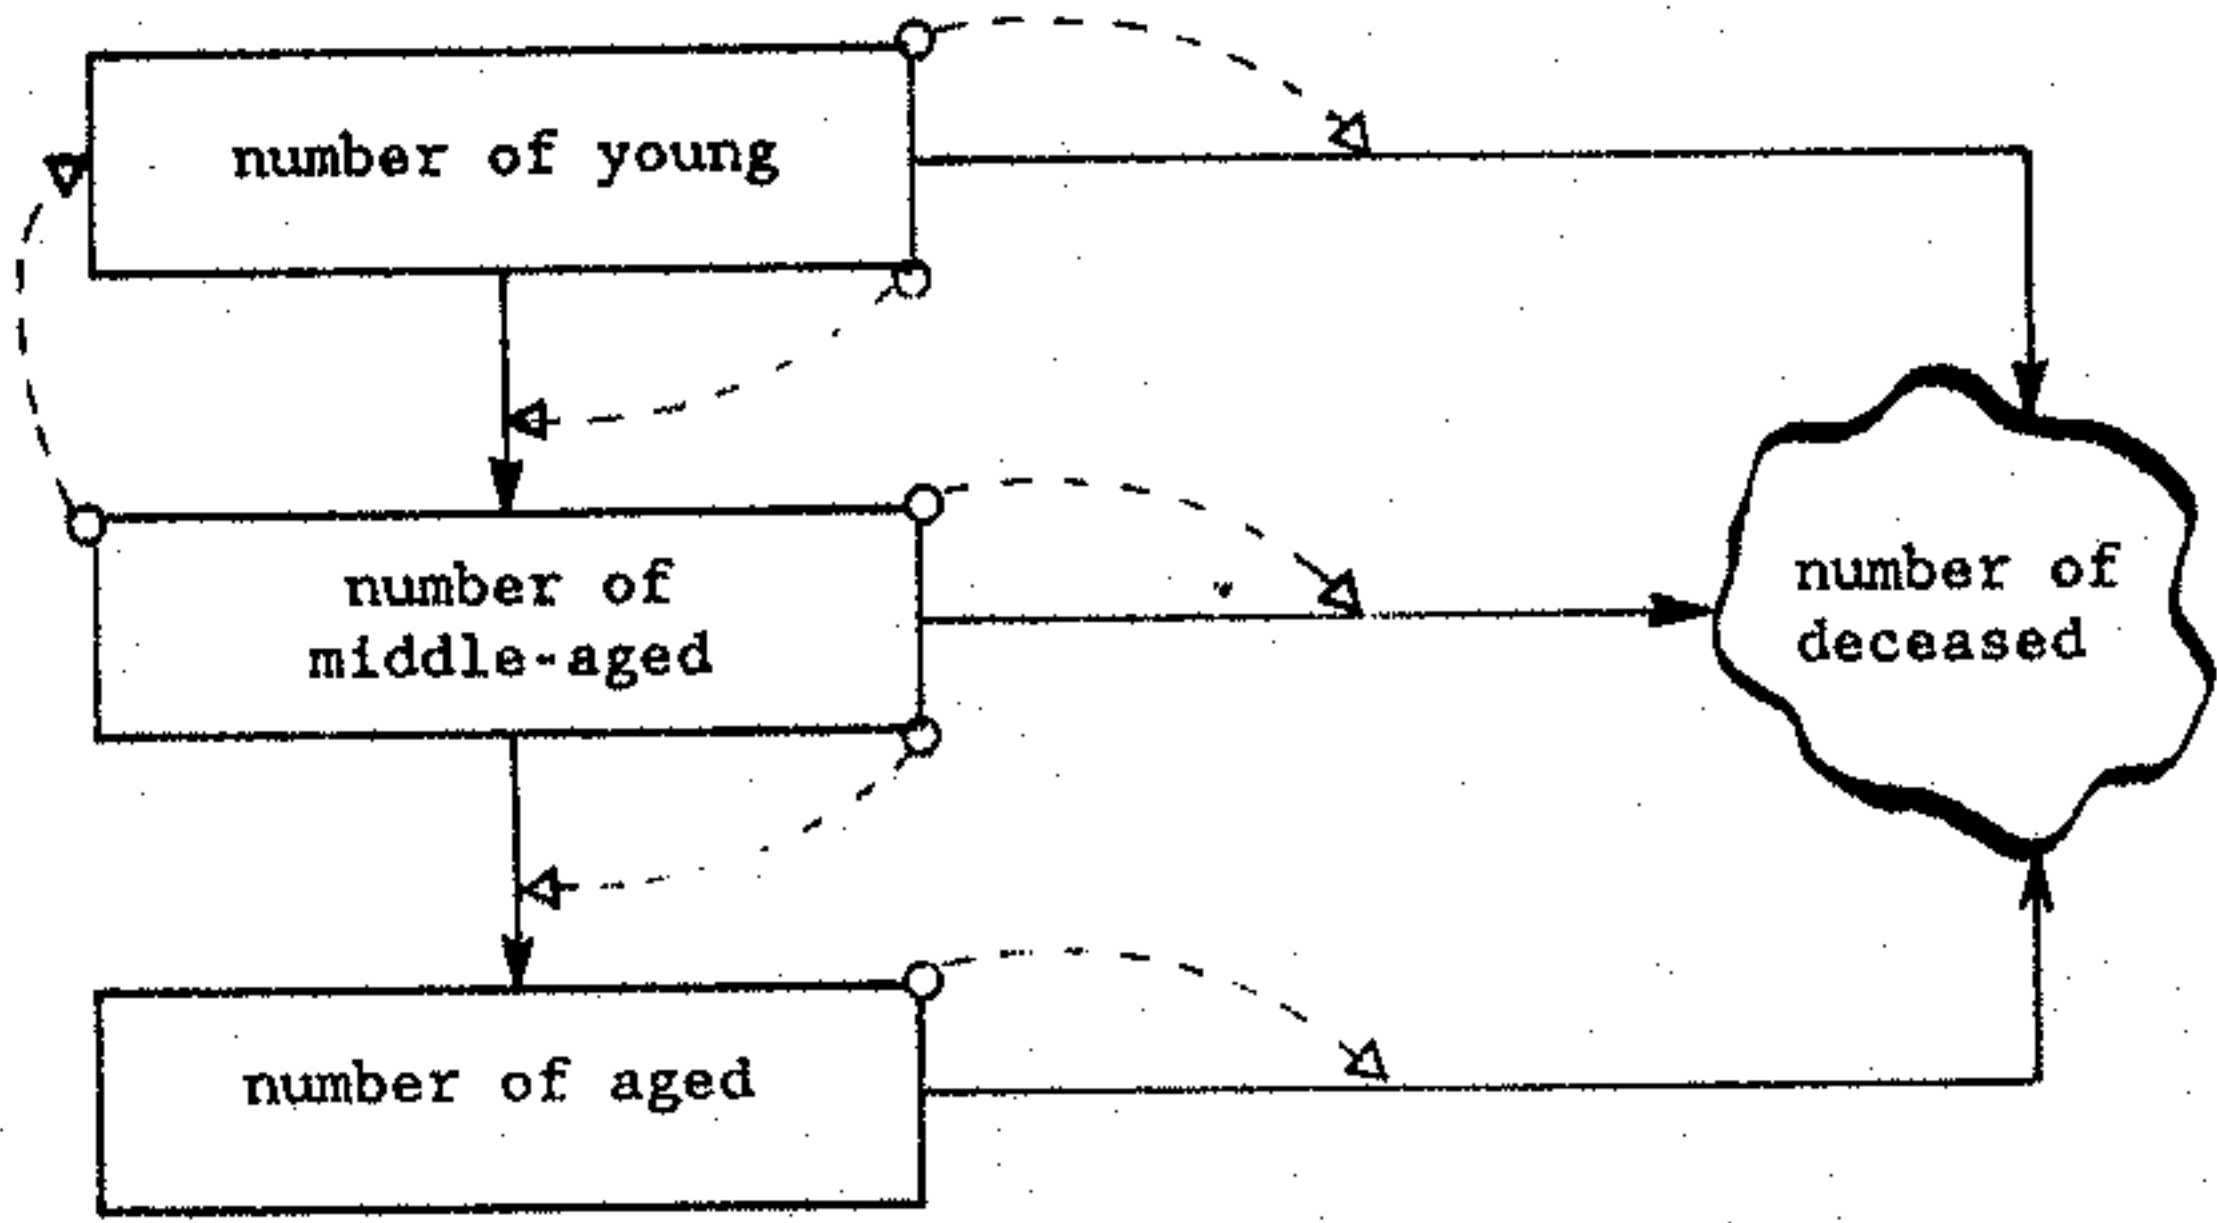 number of young
number of
middle-aged
number of
deceased
number of aged